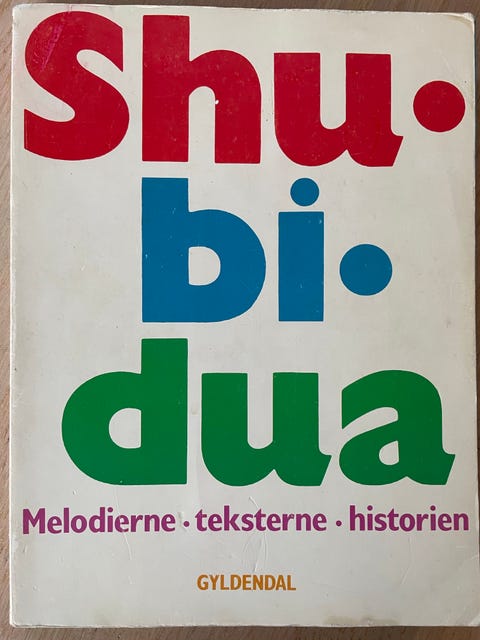 Shu•
bi•
dua
Melodierne • teksterne • historien
GYLDENDAL